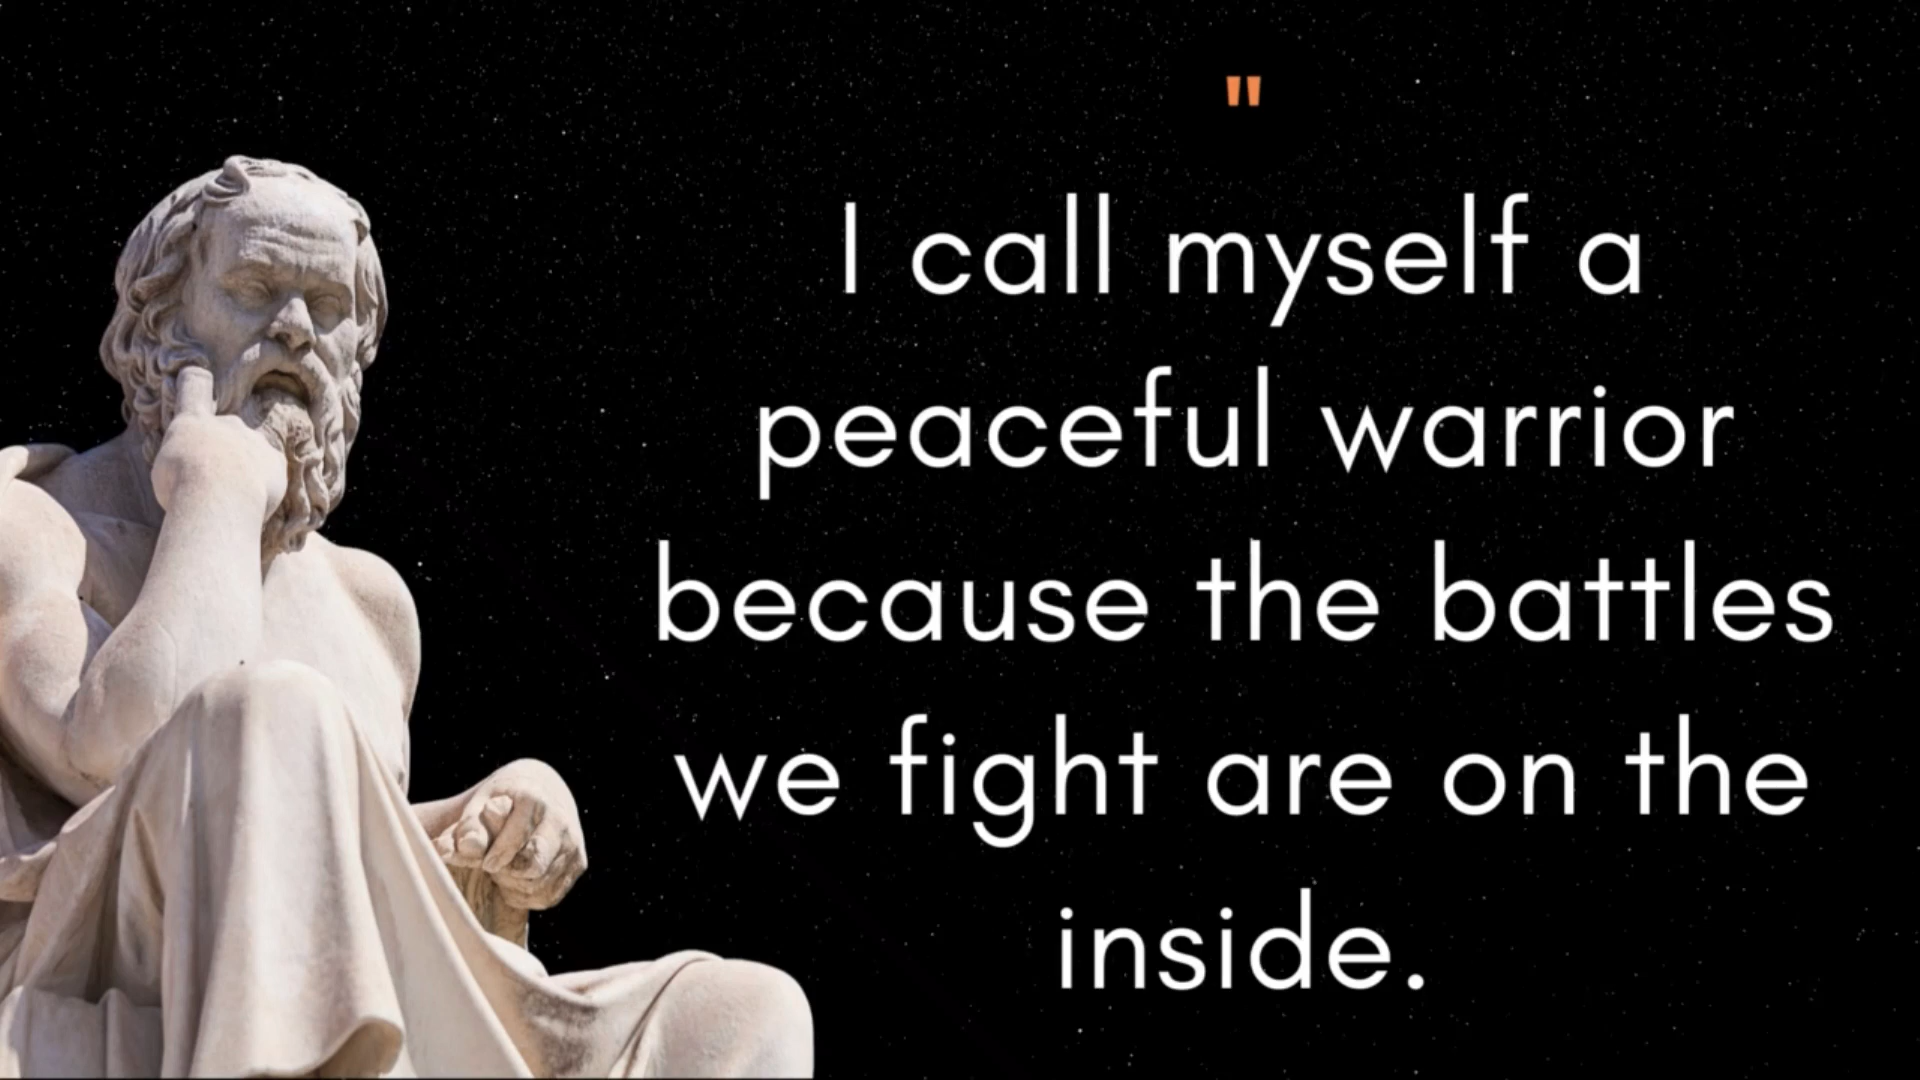 "
I call myself a
peaceful warrior
because the battles
we fight are on the
inside.